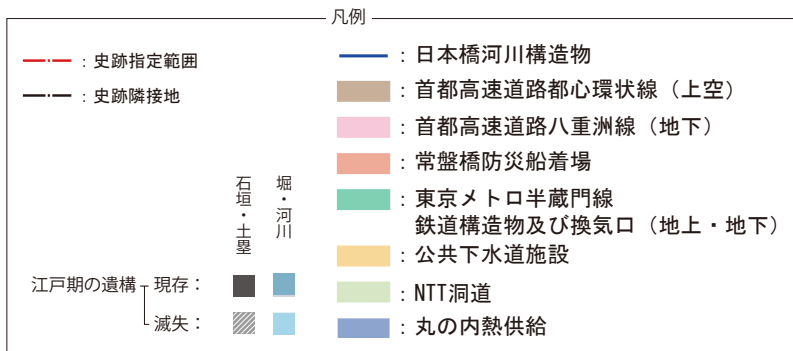 凡例
：史跡指定範囲
：史跡隣接地
石垣・土塁
堀・河川
江戸期の遺構
現存：
滅失：
：日本橋河川構造物
：首都高速道路都心環状線（上空）
：首都高速道路八重洲線（地下）
：常盤橋防災船着場
：東京メトロ半蔵門線
鉄道構造物及び換気口（地上・地下）
：公共下水道施設
：NTT洞道
：丸の内熱供給